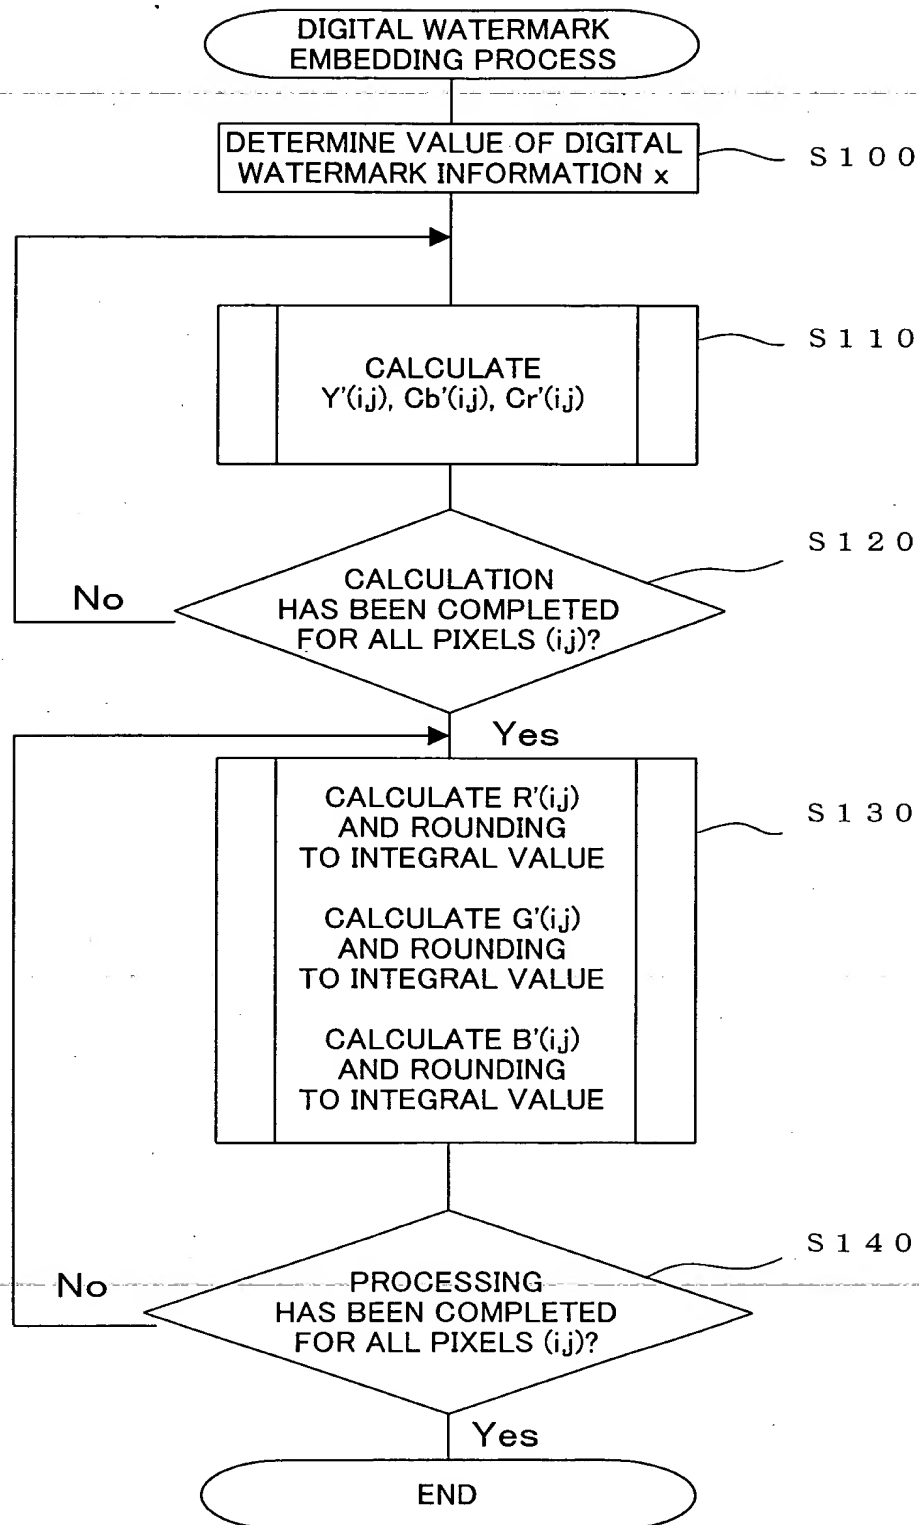 DIGITAL WATERMARK
EMBEDDING PROCESS
DETERMINE VALUE OF DIGITAL
WATERMARK INFORMATION x
S100
CALCULATE
Y'(i,j), Cb'(i,j), Cr'(i,j)
S110
CALCULATION
HAS BEEN COMPLETED
FOR ALL PIXELS (i,j)?
S120
No
Yes
CALCULATE R'(i,j)
AND ROUNDING
TO INTEGRAL VALUE
CALCULATE G'(i,j)
AND ROUNDING
TO INTEGRAL VALUE
CALCULATE B'(i,j)
AND ROUNDING
TO INTEGRAL VALUE
S130
PROCESSING
HAS BEEN COMPLETED
FOR ALL PIXELS (i,j)?
S140
No
Yes
END